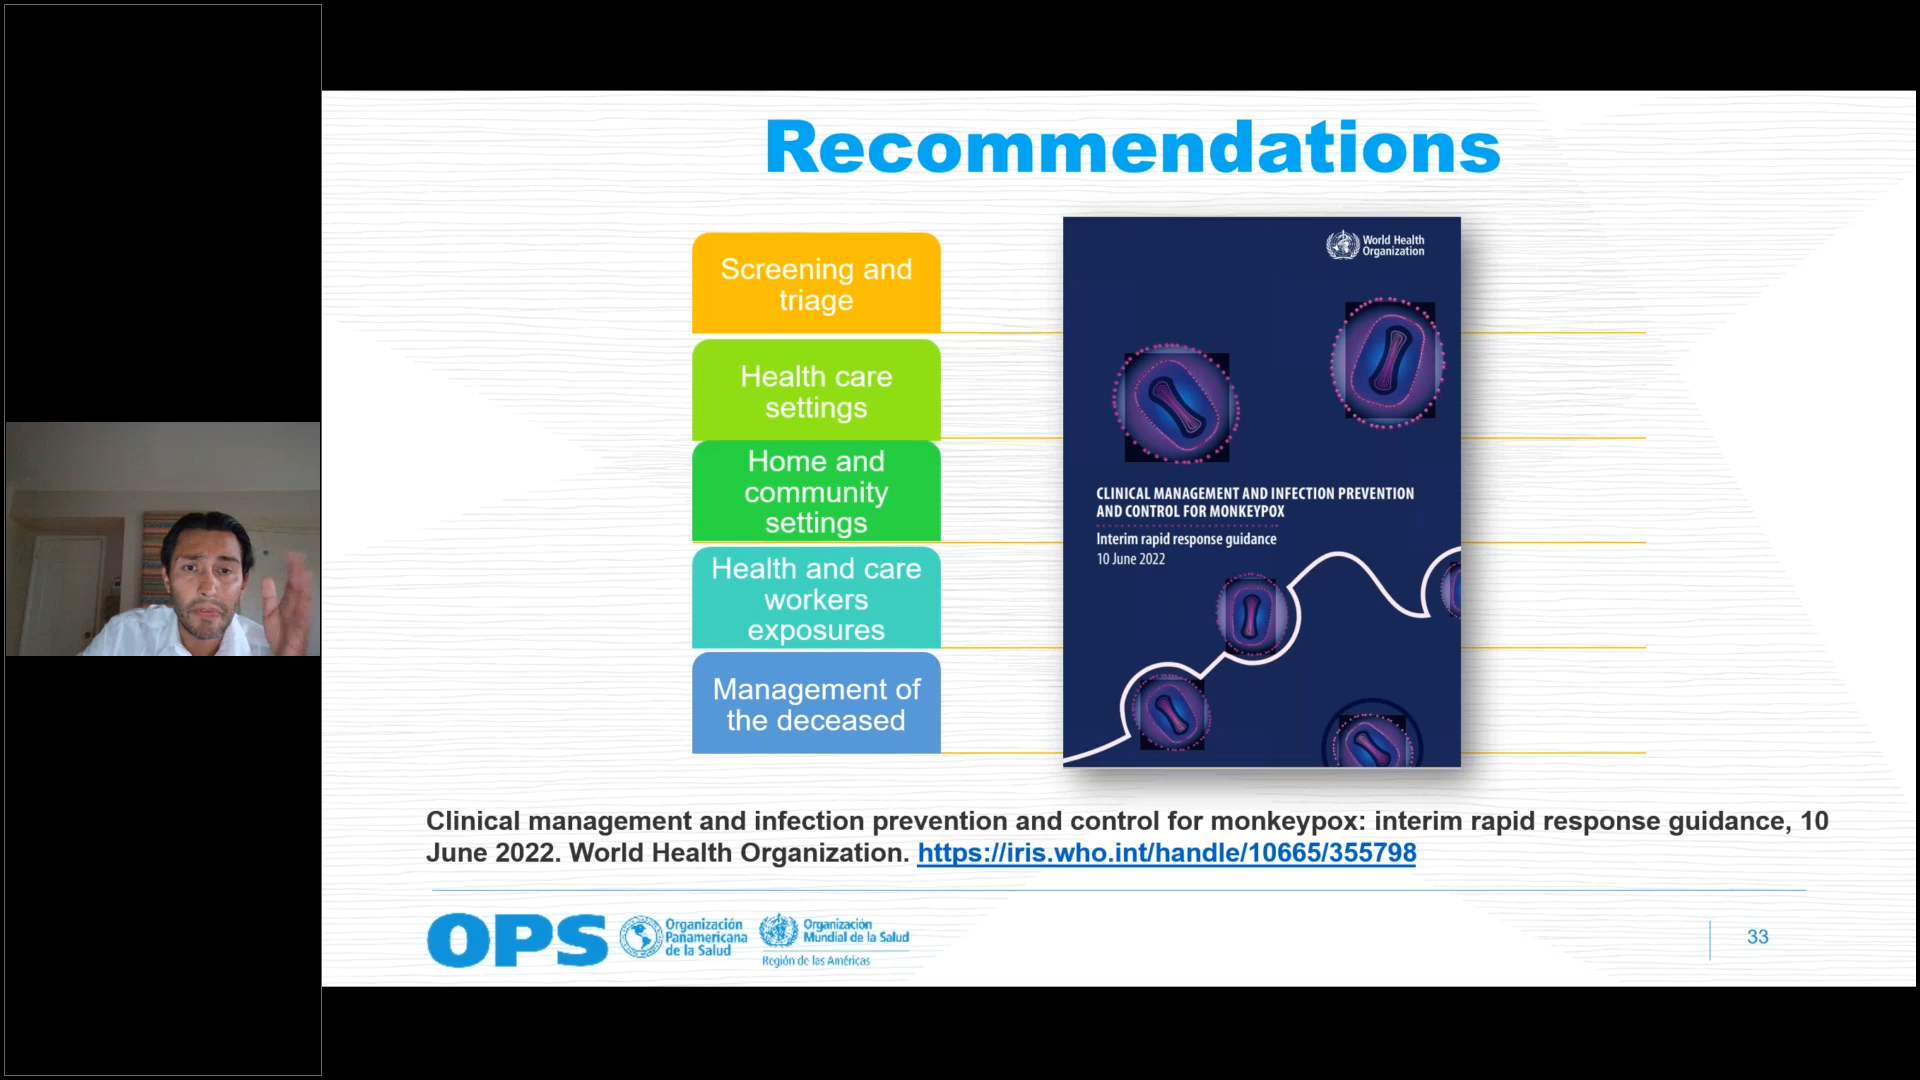 Recommendations
Screening and
triage
Health care
settings
Home and
community
settings
Health and care
workers
exposures
Management of
the deceased
World Health
Organization
CLINICAL MANAGEMENT AND INFECTION PREVENTION
AND CONTROL FOR MONKEYPOX
Interim rapid response guidance
10 June 2022
Clinical management and infection prevention and control for monkeypox: interim rapid response guidance, 10
June 2022. World Health Organization. https://iris.who.int/handle/10665/355798
OPS
Organización
Panamericana
de la Salud
Organización
Mundial de la Salud
Región de las Américas
33